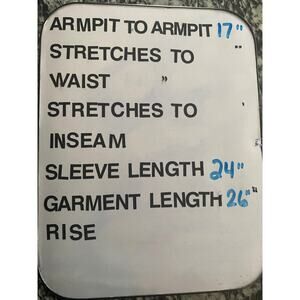 ARMPIT TO ARMPIT 17"
STRETCHES TO "
WAIST "
STRETCHES TO '
INSEAM
SLEEVE LENGTH 24"
GARMENT LENGTH 26""
RISE